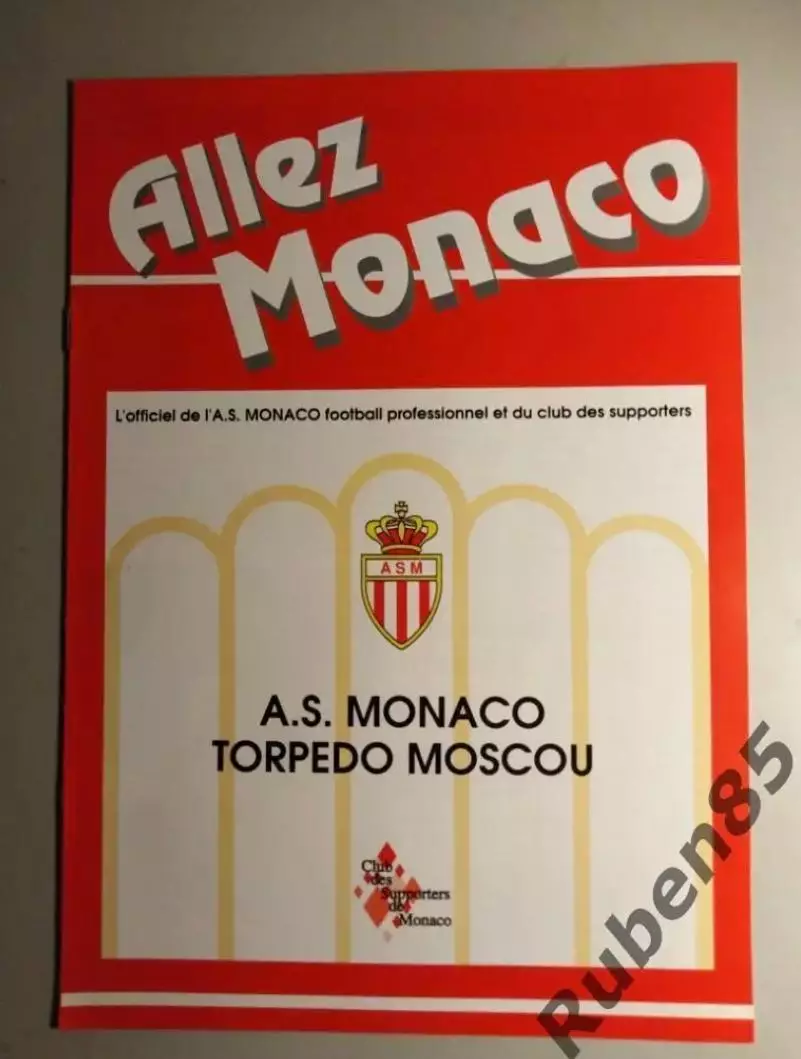 Allez
Monaco
L'officiel de l'A.S. MONACO football professionnel et du club des supporters
ASM
A.S. MONACO
TORPEDO MOSCOU
Club
des
Supporters
de
Monaco
Ruben85